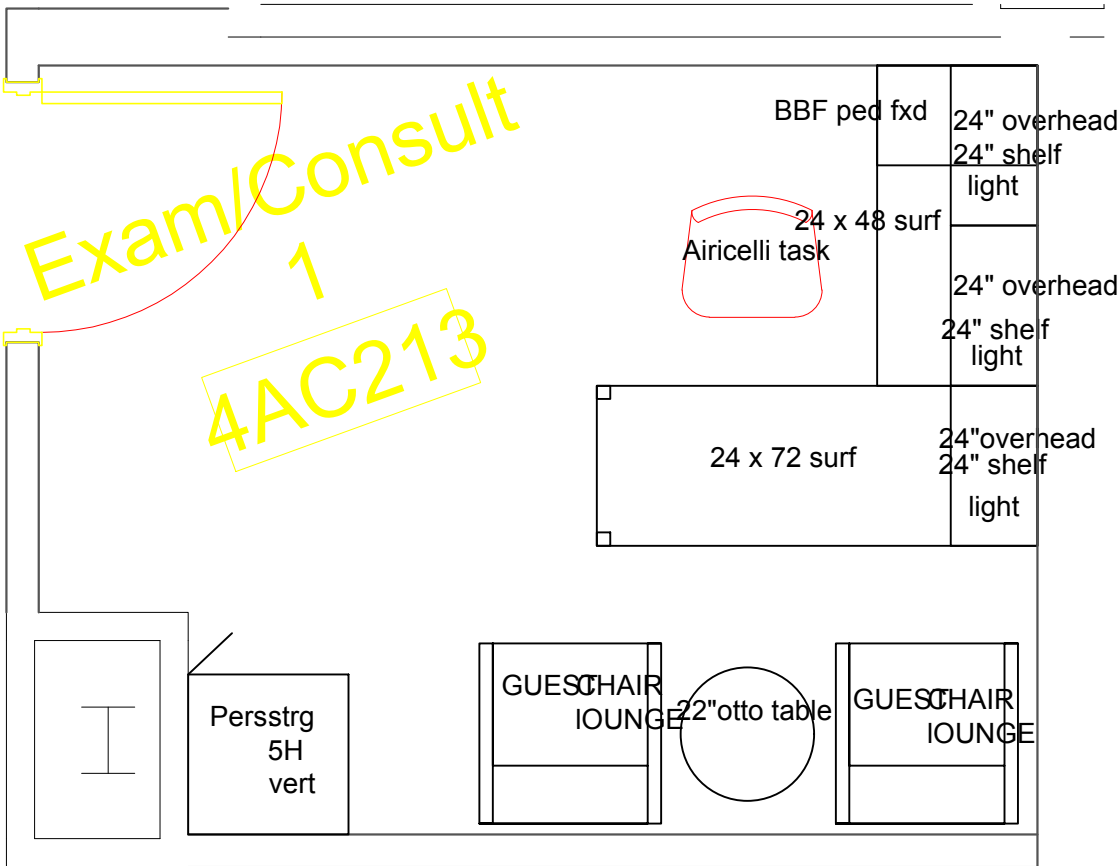 Exam/Consult
1
4AC213
BBF ped fxd
24" overhead
24" shelf
light
24 x 48 surf
Airicelli task
24" overhead
24" shelf
light
24 x 72 surf
24"overhead
24" shelf
light
Persstrg
5H
vert
GUEST CHAIR
lOUNGE
22"otto table
GUEST CHAIR
lOUNGE